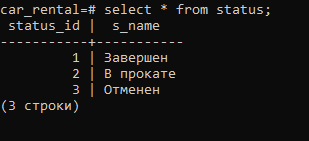 car_rental=# select * from status;
status_id | s_name
-----------+-----------
1 | Завершен
2 | В прокате
3 | Отменен
(3 строки)